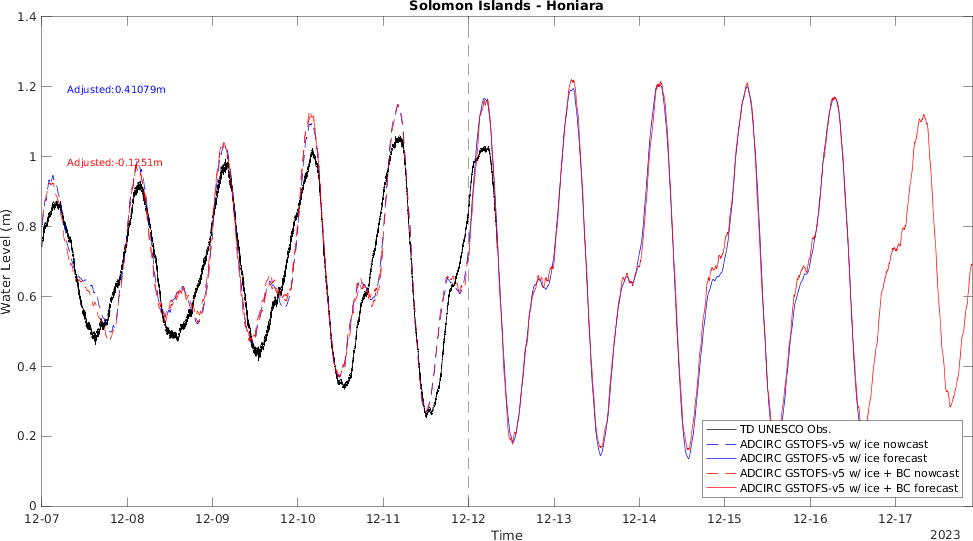 Solomon Islands - Honiara
1.4
1.2
1
0.8
0.6
0.4
0.2
0
Water Level (m)
Adjusted:0.41079m
Adjusted:-0.1251m
TD UNESCO Obs.
ADCIRC GSTOFS-v5 w/ ice nowcast
ADCIRC GSTOFS-v5 w/ ice forecast
ADCIRC GSTOFS-v5 w/ ice + BC nowcast
ADCIRC GSTOFS-v5 w/ ice + BC forecast
12-07 12-08 12-09 12-10 12-11 12-12 12-13 12-14 12-15 12-16 12-17
Time
2023